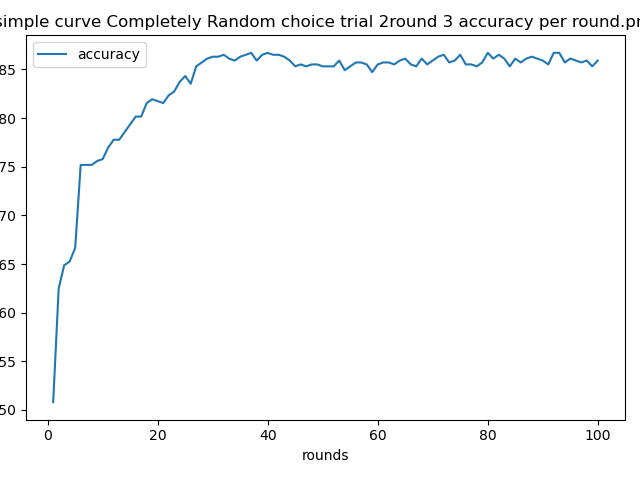 simple curve Completely Random choice trial 2round 3 accuracy per round.pr
accuracy
85
80
75
70
65
60
55
50
0 20 40 60 80 100
rounds